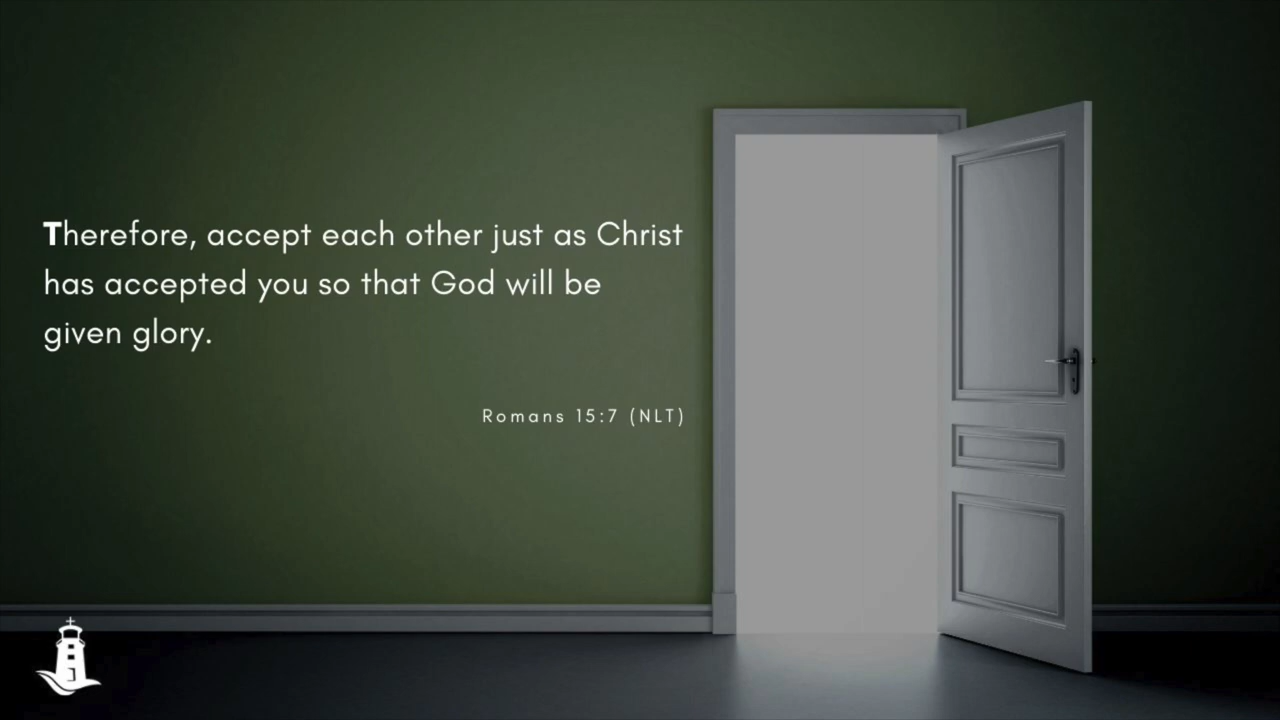 Therefore, accept each other just as Christ
has accepted you so that God will be
given glory.
Romans 15:7 (NLT)